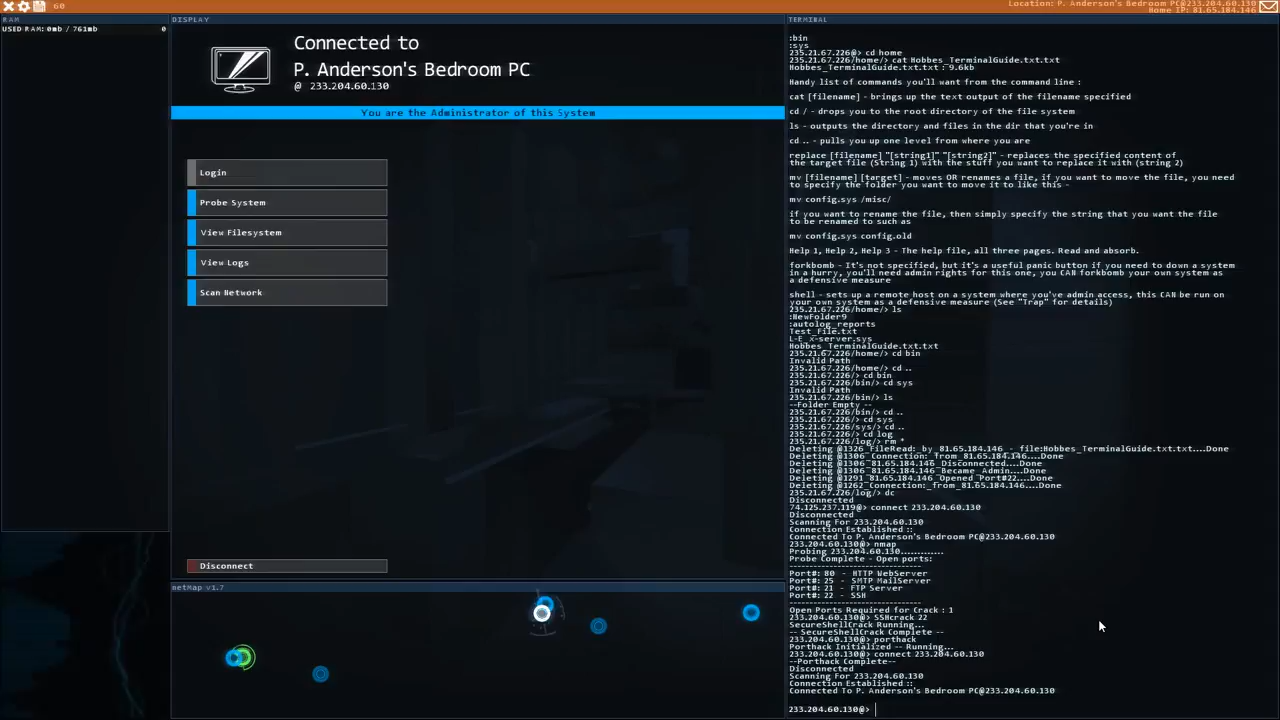 60
Location: P. Anderson's Bedroom PC@233.204.60.130
Home IP: 81.65.184.146
RAM
USED RAM: 0mb / 761mb
0
DISPLAY
Connected to
P. Anderson's Bedroom PC
@ 233.204.60.130
You are the Administrator of this System
Login
Probe System
View Filesystem
View Logs
Scan Network
Disconnect
netMap v1.7
TERMINAL
:bin
:sys
235.21.67.226@> cd home
235.21.67.226/home/> cat Hobbes_TerminalGuide.txt.txt
Hobbes_TerminalGuide.txt.txt : 9.6kb
Handy list of commands you'll want from the command line :
cat [filename] - brings up the text output of the filename specified
cd / - drops you to the root directory of the file system
ls - outputs the directory and files in the dir that you're in
cd .. - pulls you up one level from where you are
replace [filename] "[string1]" "[string2]" - replaces the specified content of
the target file (String 1) with the stuff you want to replace it with (string 2)
mv [filename] [target] - moves OR renames a file, if you want to move the file, you need
to specify the folder you want to move it to like this -
mv config.sys /misc/
if you want to rename the file, then simply specify the string that you want the file
to be renamed to such as
mv config.sys config.old
Help 1, Help 2, Help 3 - The help file, all three pages. Read and absorb.
forkbomb - It's not specified, but it's a useful panic button if you need to down a system
in a hurry, you'll need admin rights for this one, you CAN forkbomb your own system as
a defensive measure
shell - sets up a remote host on a system where you've admin access, this CAN be run on
your own system as a defensive measure (See "Trap" for details)
235.21.67.226/home/> ls
:NewFolder9
:autolog_reports
Test_File.txt
L-E_x-server.sys
Hobbes_TerminalGuide.txt.txt
235.21.67.226/home/> cd bin
Invalid Path
235.21.67.226/home/> cd ..
235.21.67.226/> cd bin
235.21.67.226/bin/> cd sys
Invalid Path
235.21.67.226/bin/> ls
--Folder Empty --
235.21.67.226/bin/> cd ..
235.21.67.226/> cd sys
235.21.67.226/sys/> cd ..
235.21.67.226/> cd log
235.21.67.226/log/> rm *
Deleting @1326_FileRead:_by_81.65.184.146_-_file:Hobbes_TerminalGuide.txt.txt....Done
Deleting @1306_Connection:_from_81.65.184.146....Done
Deleting @1306_81.65.184.146_Disconnected....Done
Deleting @1306_81.65.184.146_Became_Admin....Done
Deleting @1291_81.65.184.146_Opened_Port#22....Done
Deleting @1262_Connection:_from_81.65.184.146....Done
235.21.67.226/log/> dc
Disconnected
74.125.237.119@> connect 233.204.60.130
Disconnected
Scanning For 233.204.60.130
Connection Established ::
Connected To P. Anderson's Bedroom PC@233.204.60.130
233.204.60.130@> nmap
Probing 233.204.60.130.............
Probe Complete - Open ports:
---------------------------------
Port#: 80 - HTTP WebServer
Port#: 25 - SMTP MailServer
Port#: 21 - FTP Server
Port#: 22 - SSH
---------------------------------
Open Ports Required for Crack : 1
233.204.60.130@> SSHcrack 22
SecureShellCrack Running...
-- SecureShellCrack Complete --
233.204.60.130@> porthack
Porthack Initialized -- Running...
233.204.60.130@> connect 233.204.60.130
--Porthack Complete--
Disconnected
Scanning For 233.204.60.130
Connection Established ::
Connected To P. Anderson's Bedroom PC@233.204.60.130
233.204.60.130@>